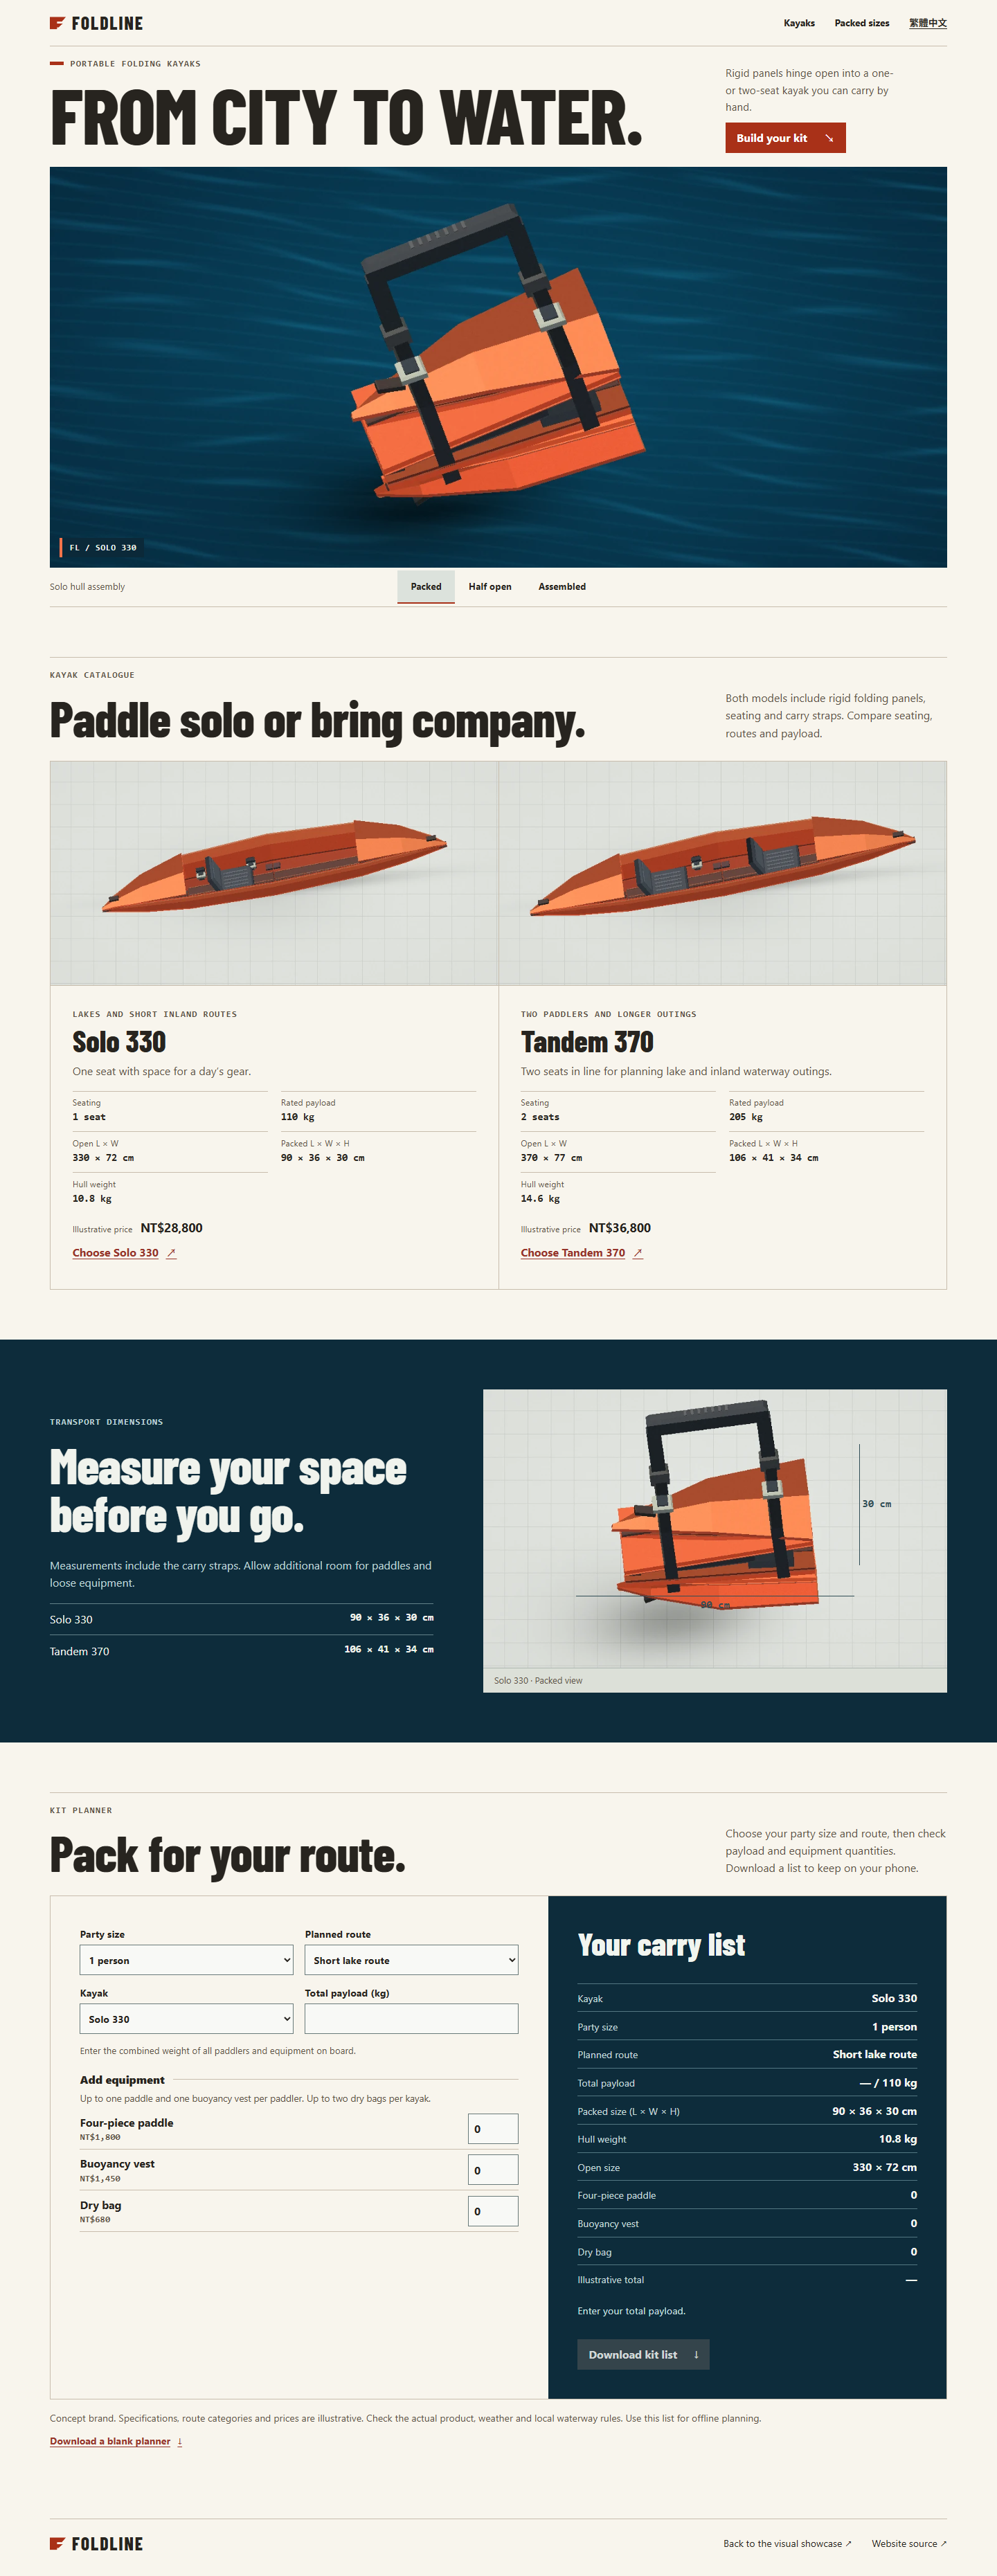 FOLDLINE
Kayaks
Packed sizes
繁體中文
PORTABLE FOLDING KAYAKS
FROM CITY TO WATER.
Rigid panels hinge open into a one-
or two-seat kayak you can carry by
hand.
Build your kit ↘
FL / SOLO 330
Solo hull assembly
Packed
Half open
Assembled
KAYAK CATALOGUE
Paddle solo or bring company.
Both models include rigid folding panels,
seating and carry straps. Compare seating,
routes and payload.
LAKES AND SHORT INLAND ROUTES
Solo 330
One seat with space for a day's gear.
Seating
1 seat
Rated payload
110 kg
Open L × W
330 × 72 cm
Packed L × W × H
90 × 36 × 30 cm
Hull weight
10.8 kg
Illustrative price NT$28,800
Choose Solo 330 ↗
TWO PADDLERS AND LONGER OUTINGS
Tandem 370
Two seats in line for planning lake and inland waterway outings.
Seating
2 seats
Rated payload
205 kg
Open L × W
370 × 77 cm
Packed L × W × H
106 × 41 × 34 cm
Hull weight
14.6 kg
Illustrative price NT$36,800
Choose Tandem 370 ↗
TRANSPORT DIMENSIONS
Measure your space
before you go.
Measurements include the carry straps. Allow additional room for paddles and
loose equipment.
Solo 330 90 × 36 × 30 cm
Tandem 370 106 × 41 × 34 cm
30 cm
90 cm
Solo 330 · Packed view
KIT PLANNER
Pack for your route.
Choose your party size and route, then check
payload and equipment quantities.
Download a list to keep on your phone.
Party size
1 person
Planned route
Short lake route
Kayak
Solo 330
Total payload (kg)
Enter the combined weight of all paddlers and equipment on board.
Add equipment
Up to one paddle and one buoyancy vest per paddler. Up to two dry bags per kayak.
Four-piece paddle
NT$1,800
0
Buoyancy vest
NT$1,450
0
Dry bag
NT$680
0
Your carry list
Kayak Solo 330
Party size 1 person
Planned route Short lake route
Total payload — / 110 kg
Packed size (L × W × H) 90 × 36 × 30 cm
Hull weight 10.8 kg
Open size 330 × 72 cm
Four-piece paddle 0
Buoyancy vest 0
Dry bag 0
Illustrative total —
Enter your total payload.
Download kit list ↓
Concept brand. Specifications, route categories and prices are illustrative. Check the actual product, weather and local waterway rules. Use this list for offline planning.
Download a blank planner ↓
FOLDLINE
Back to the visual showcase ↗
Website source ↗